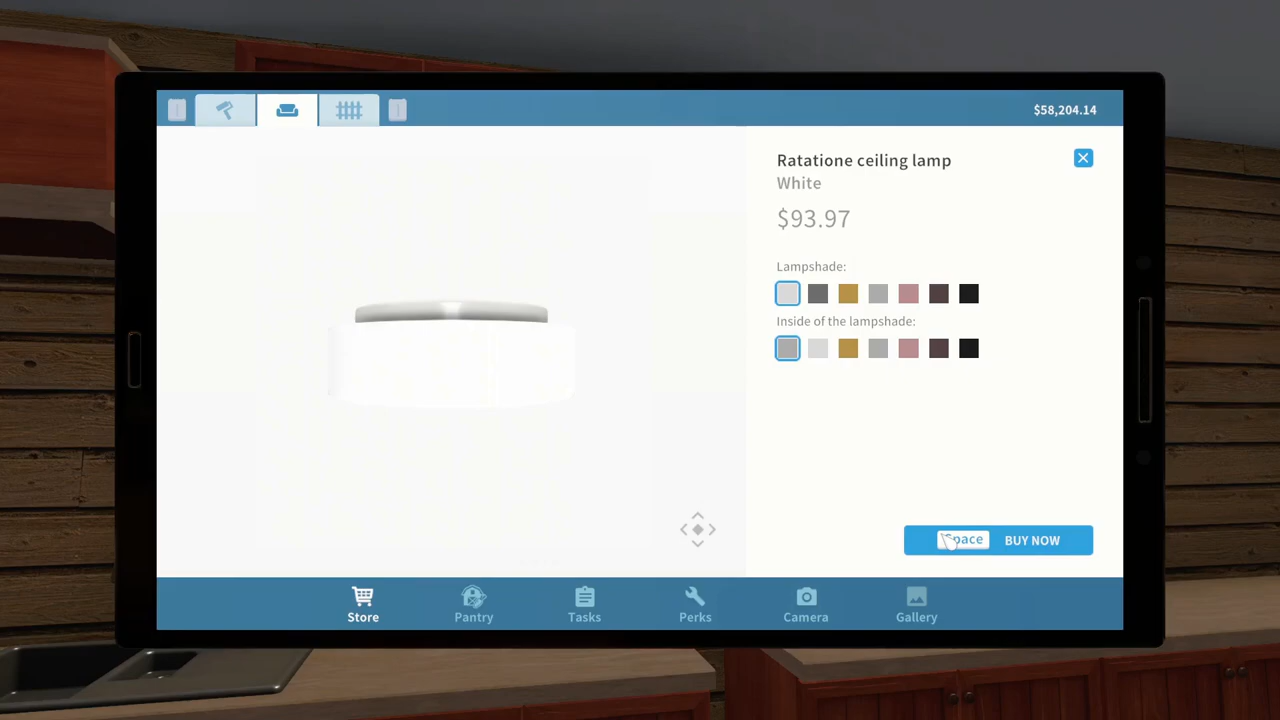 $58,204.14
Ratatione ceiling lamp
White
$93.97
Lampshade:
Inside of the lampshade:
Space BUY NOW
Store Pantry Tasks Perks Camera Gallery